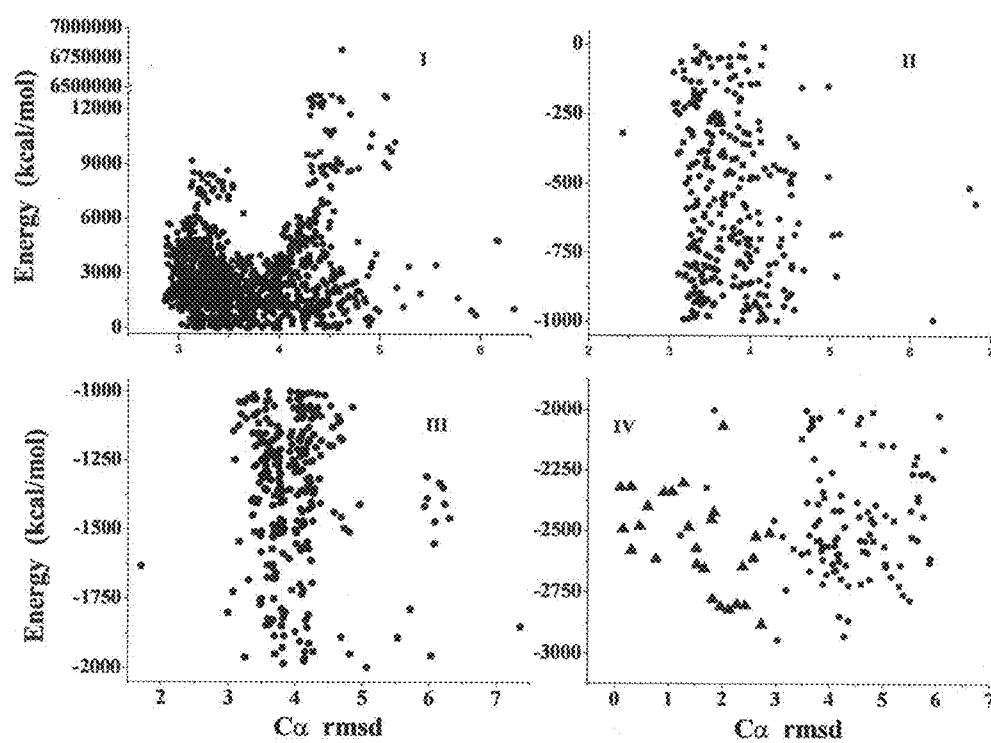 7000000
6750000
6500000
12000
9000
6000
3000
0
Energy (kcal/mol)
I
3 4 5 6
0
-250
-500
-750
-1000
II
2 3 4 5 6 7
-1000
-1250
-1500
-1750
-2000
Energy (kcal/mol)
III
2 3 4 5 6 7
Cα rmsd
-2000
-2250
-2500
-2750
-3000
IV
0 1 2 3 4 5 6 7
Cα rmsd